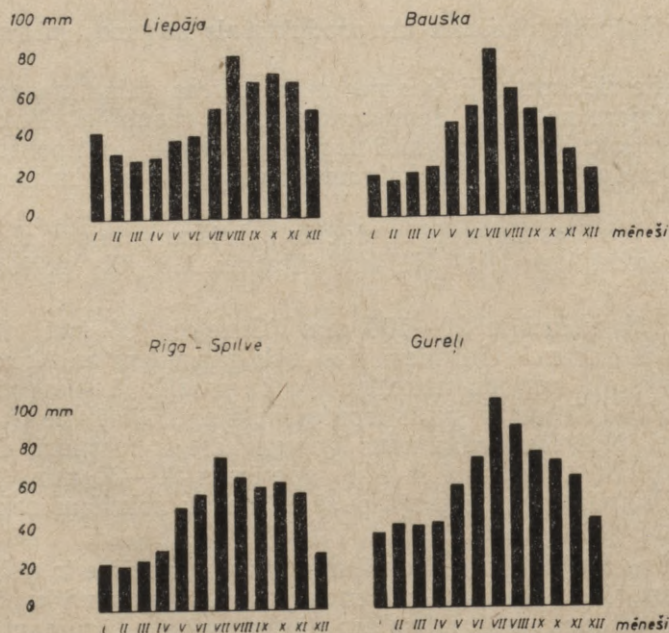 100 mm Liepāja Bauska
80
60
40
20
0
I II III IV V VI VII VIII IX X XI XII I II III IV V VI VII VIII IX X XI XII mēneši
Rīga - Spilve Gureļi
100 mm
80
60
40
20
0
I II III IV V VI VII VIII IX X XI XII II III IV V VI VII VIII IX X XI XII mēneši